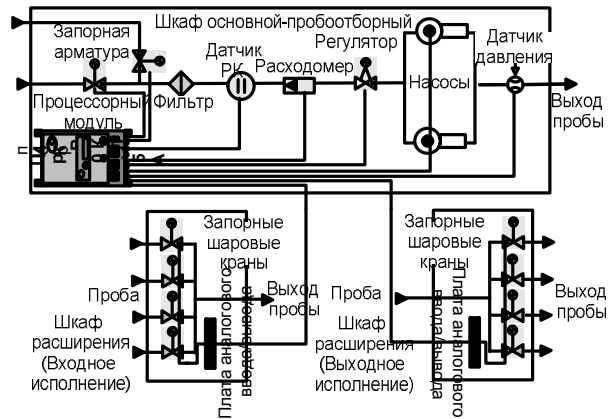 Шкаф основной-пробоотборный
Запорная
арматура
Датчик
РК
Расходомер
Регулятор
Датчик
давления
Насосы
Процессорный
модуль
Фильтр
Выход
пробы
Запорные
шаровые
краны
Проба
Выход
пробы
Шкаф
расширения
(Входное
исполнение)
Плата аналогового
ввода/вывода
Запорные
шаровые
краны
Проба
Выход
пробы
Шкаф
расширения
(Выходное
исполнение)
Плата аналогового
ввода/вывода